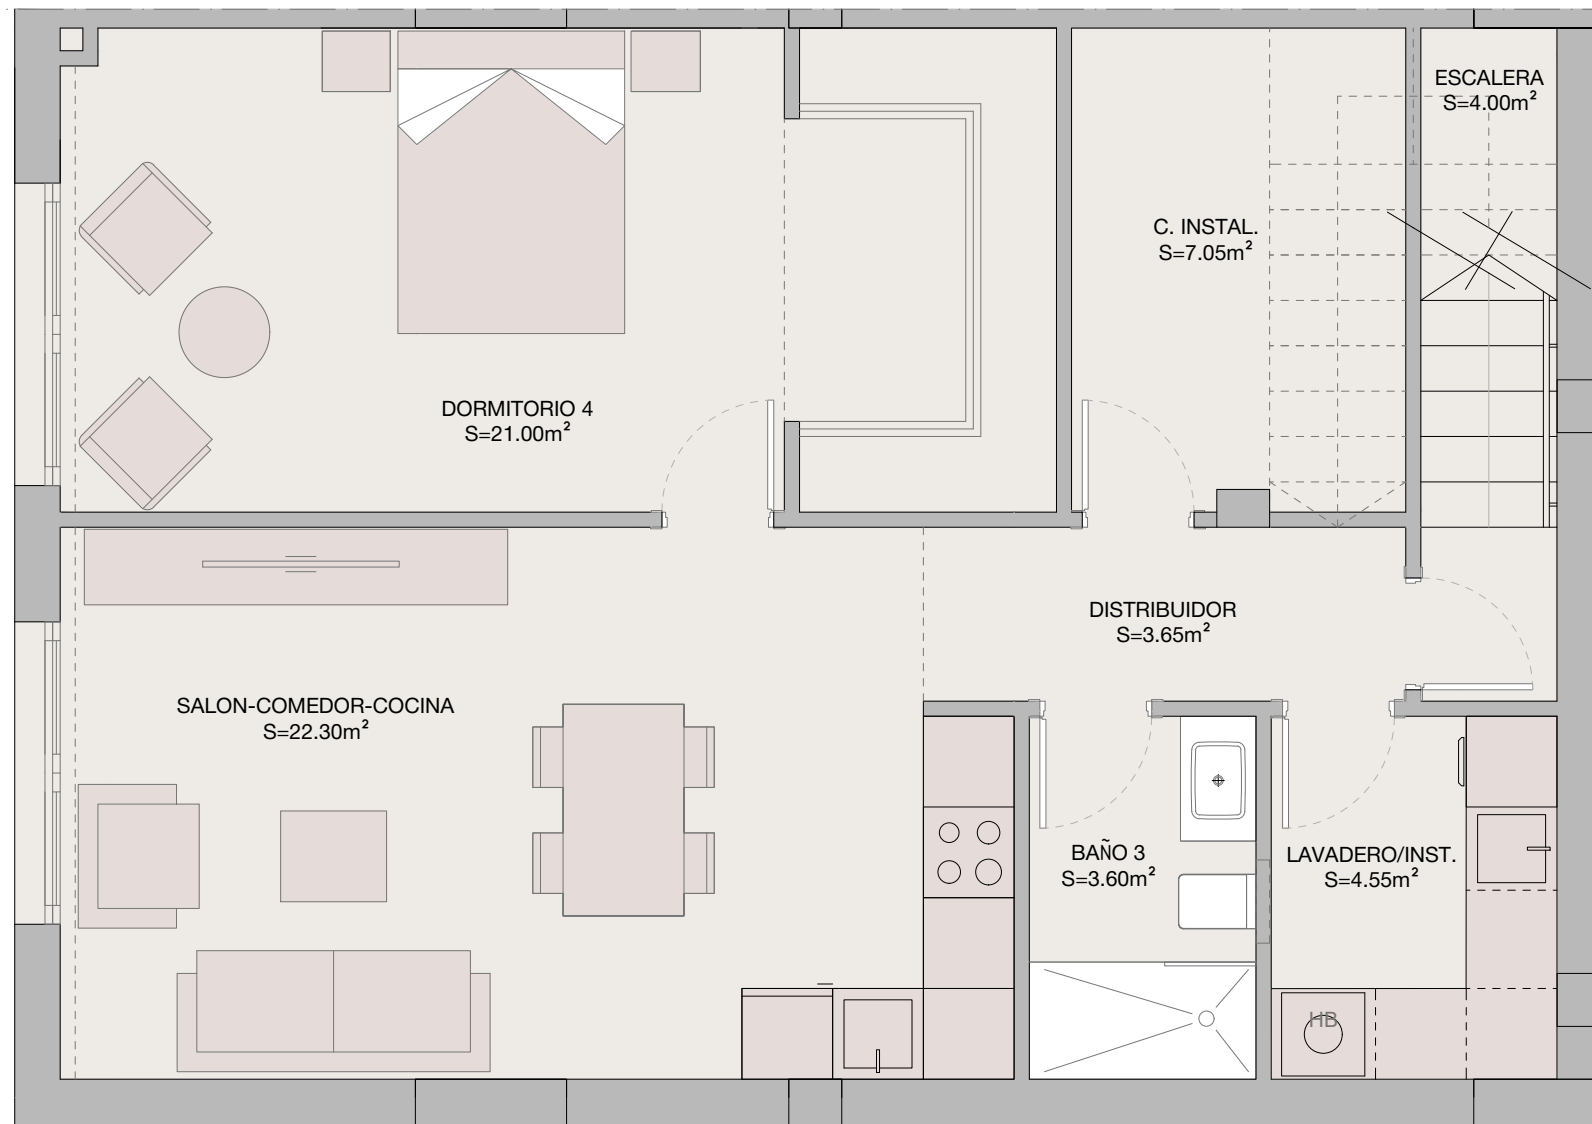 ESCALERA
S=4.00m²
C. INSTAL.
S=7.05m²
DORMITORIO 4
S=21.00m²
DISTRIBUIDOR
S=3.65m²
SALON-COMEDOR-COCINA
S=22.30m²
BAÑO 3
S=3.60m²
LAVADERO/INST.
S=4.55m²
HB